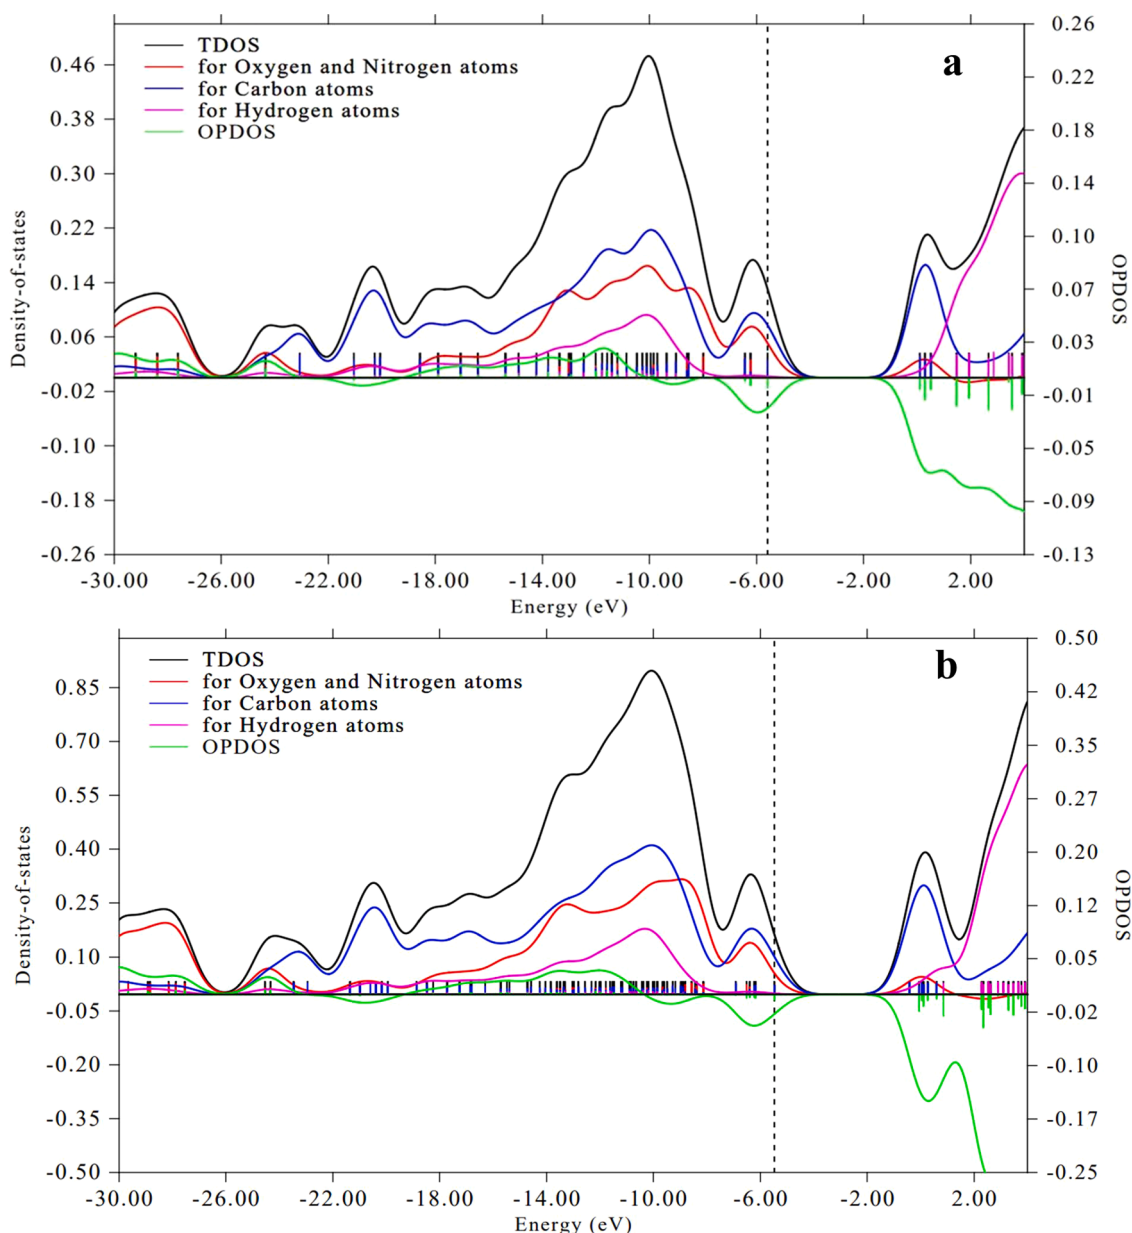 a
TDOS
for Oxygen and Nitrogen atoms
for Carbon atoms
for Hydrogen atoms
OPDOS
0.46
0.38
0.30
0.22
0.14
0.06
-0.02
-0.10
-0.18
-0.26
Density-of-states
0.26
0.22
0.18
0.14
0.10
0.07
0.03
-0.01
-0.05
-0.09
-0.13
OPDOS
-30.00 -26.00 -22.00 -18.00 -14.00 -10.00 -6.00 -2.00 2.00
Energy (eV)
b
TDOS
for Oxygen and Nitrogen atoms
for Carbon atoms
for Hydrogen atoms
OPDOS
0.85
0.70
0.55
0.40
0.25
0.10
-0.05
-0.20
-0.35
-0.50
Density-of-states
0.50
0.42
0.35
0.27
0.20
0.12
0.05
-0.02
-0.10
-0.17
-0.25
OPDOS
-30.00 -26.00 -22.00 -18.00 -14.00 -10.00 -6.00 -2.00 2.00
Energy (eV)